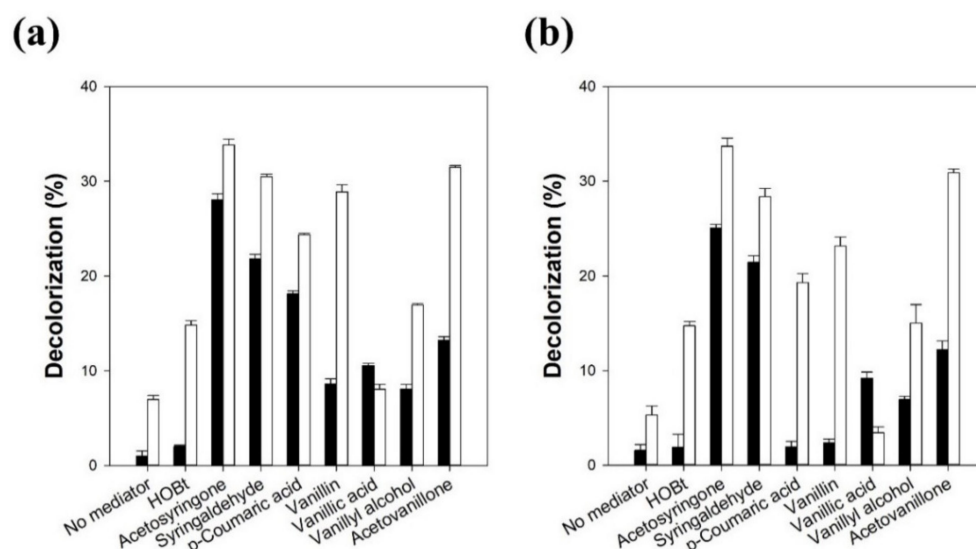 (a)
40
30
20
10
0
Decolorization (%)
No mediator
HOBt
Acetosyringone
Syringaldehyde
p-Coumaric acid
Vanillin
Vanillic acid
Vanillyl alcohol
Acetovanillone
(b)
40
30
20
10
0
Decolorization (%)
No mediator
HOBt
Acetosyringone
Syringaldehyde
p-Coumaric acid
Vanillin
Vanillic acid
Vanillyl alcohol
Acetovanillone